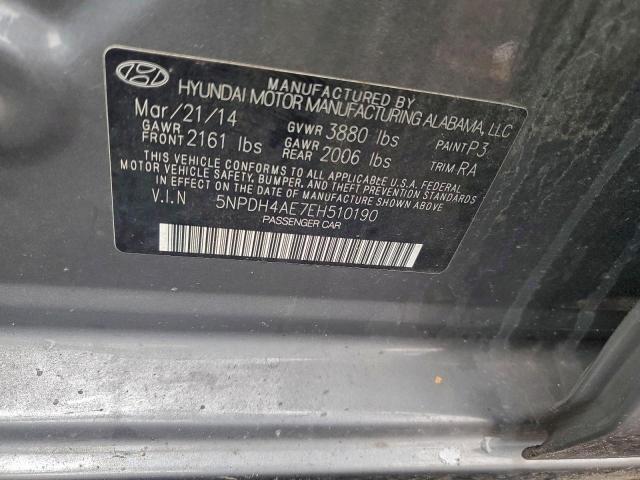 MANUFACTURED BY
HYUNDAI MOTOR MANUFACTURING ALABAMA, LLC
Mar/21/14 GVWR 3880 lbs PAINT P3
GAWR FRONT 2161 lbs GAWR REAR 2006 lbs TRIM RA
THIS VEHICLE CONFORMS TO ALL APPLICABLE U.S.A. FEDERAL
MOTOR VEHICLE SAFETY, BUMPER, AND THEFT PREVENTION STANDARDS
IN EFFECT ON THE DATE OF MANUFACTURE SHOWN ABOVE.
V.I.N 5NPDH4AE7EH510190
PASSENGER CAR